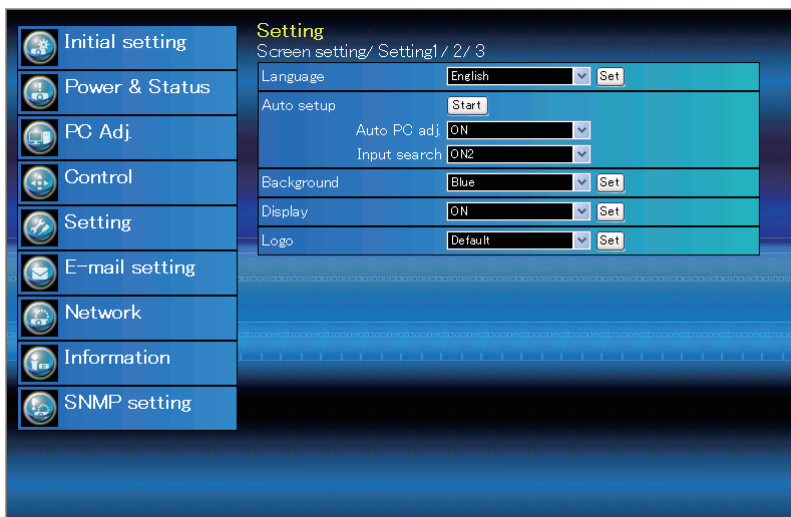 Initial setting
Power & Status
PC Adj.
Control
Setting
E-mail setting
Network
Information
SNMP setting
Setting
Screen setting/ Setting1/ 2/ 3
Language English Set
Auto setup Start
Auto PC adj. ON
Input search ON2
Background Blue Set
Display ON Set
Logo Default Set